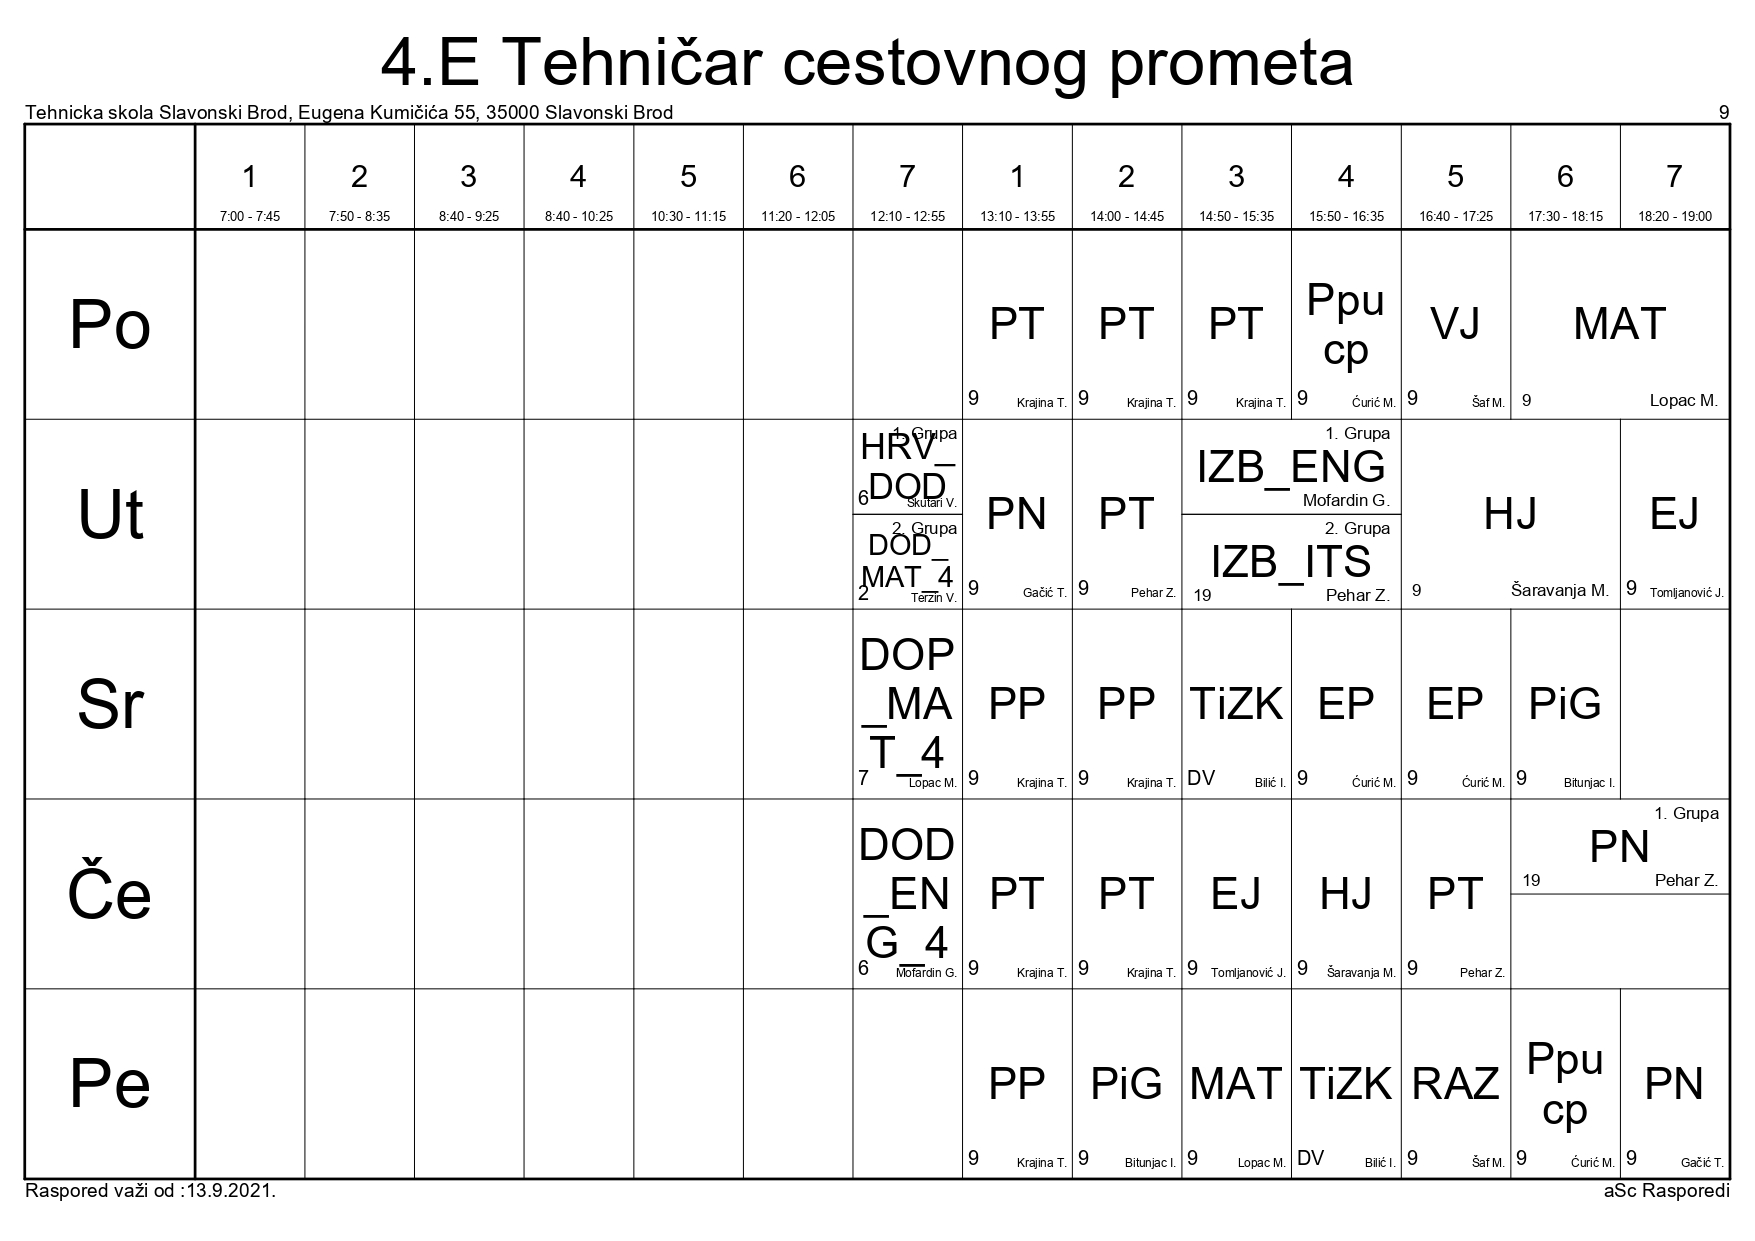 4.E Tehničar cestovnog prometa
Tehnicka skola Slavonski Brod, Eugena Kumičića 55, 35000 Slavonski Brod 9
1 2 3 4 5 6 7 1 2 3 4 5 6 7
7:00 - 7:45 7:50 - 8:35 8:40 - 9:25 8:40 - 10:25 10:30 - 11:15 11:20 - 12:05 12:10 - 12:55 13:10 - 13:55 14:00 - 14:45 14:50 - 15:35 15:50 - 16:35 16:40 - 17:25 17:30 - 18:15 18:20 - 19:00
Po
PT
9 Krajina T.
PT
9 Krajina T.
PT
9 Krajina T.
Ppu
cp
9 Ćurić M.
VJ
9 Šaf M.
MAT
9 Lopac M.
Ut
1. Grupa
HRV_
DOD
6 Škutari V.
2. Grupa
DOD_
MAT_4
2 Terzin V.
PN
9 Gačić T.
PT
9 Pehar Z.
1. Grupa
IZB_ENG
Mofardin G.
2. Grupa
IZB_ITS
19 Pehar Z.
HJ
9 Šaravanja M.
EJ
9 Tomljanović J.
Sr
DOP
_MA
T_4
7 Lopac M.
PP
9 Krajina T.
PP
9 Krajina T.
TiZK
DV Bilić I.
EP
9 Ćurić M.
EP
9 Ćurić M.
PiG
9 Bitunjac I.
Če
DOD
_EN
G_4
6 Mofardin G.
PT
9 Krajina T.
PT
9 Krajina T.
EJ
9 Tomljanović J.
HJ
9 Šaravanja M.
PT
9 Pehar Z.
1. Grupa
PN
19 Pehar Z.
Pe
PP
9 Krajina T.
PiG
9 Bitunjac I.
MAT
9 Lopac M.
TiZK
DV Bilić I.
RAZ
9 Šaf M.
Ppu
cp
9 Ćurić M.
PN
9 Gačić T.
Raspored važi od :13.9.2021. aSc Rasporedi